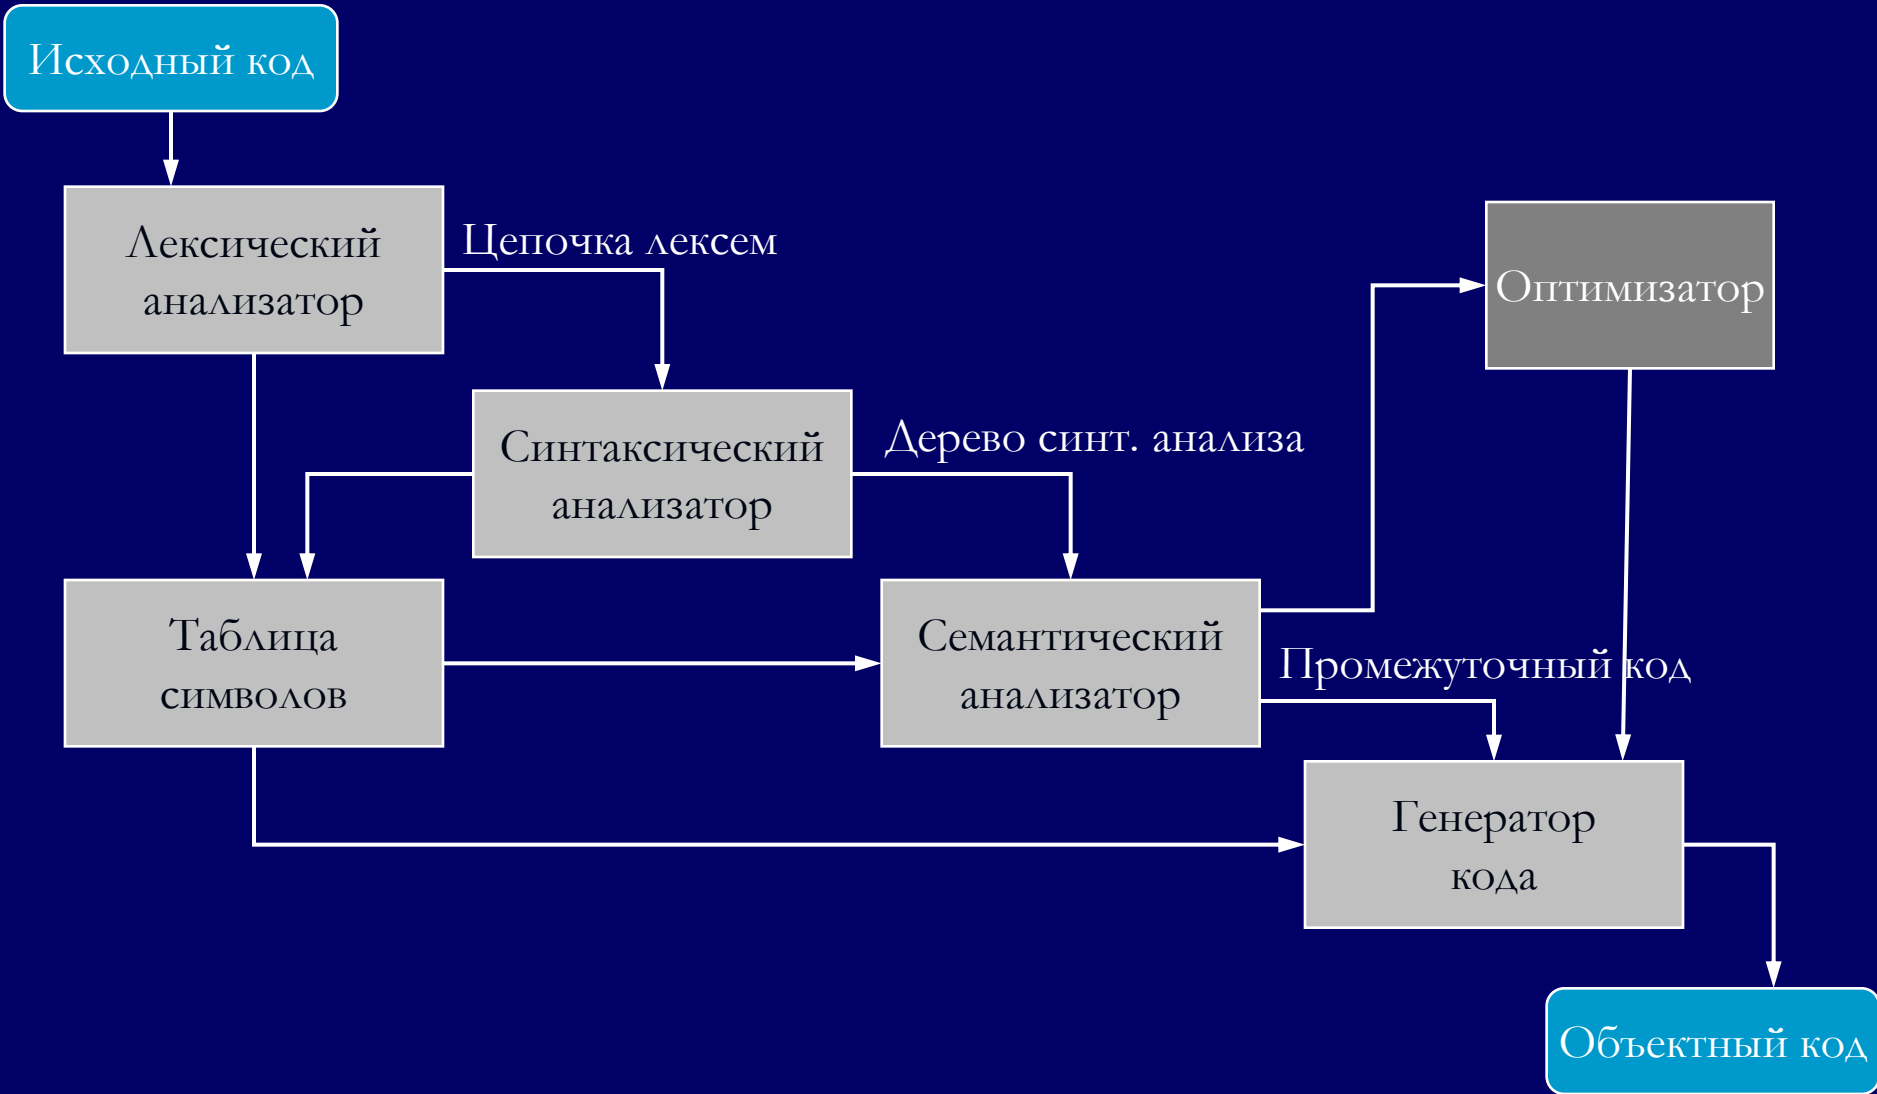 Исходный код
Лексический
анализатор
Цепочка лексем
Оптимизатор
Синтаксический
анализатор
Дерево синт. анализа
Таблица
символов
Семантический
анализатор
Промежуточный код
Генератор
кода
Объектный код